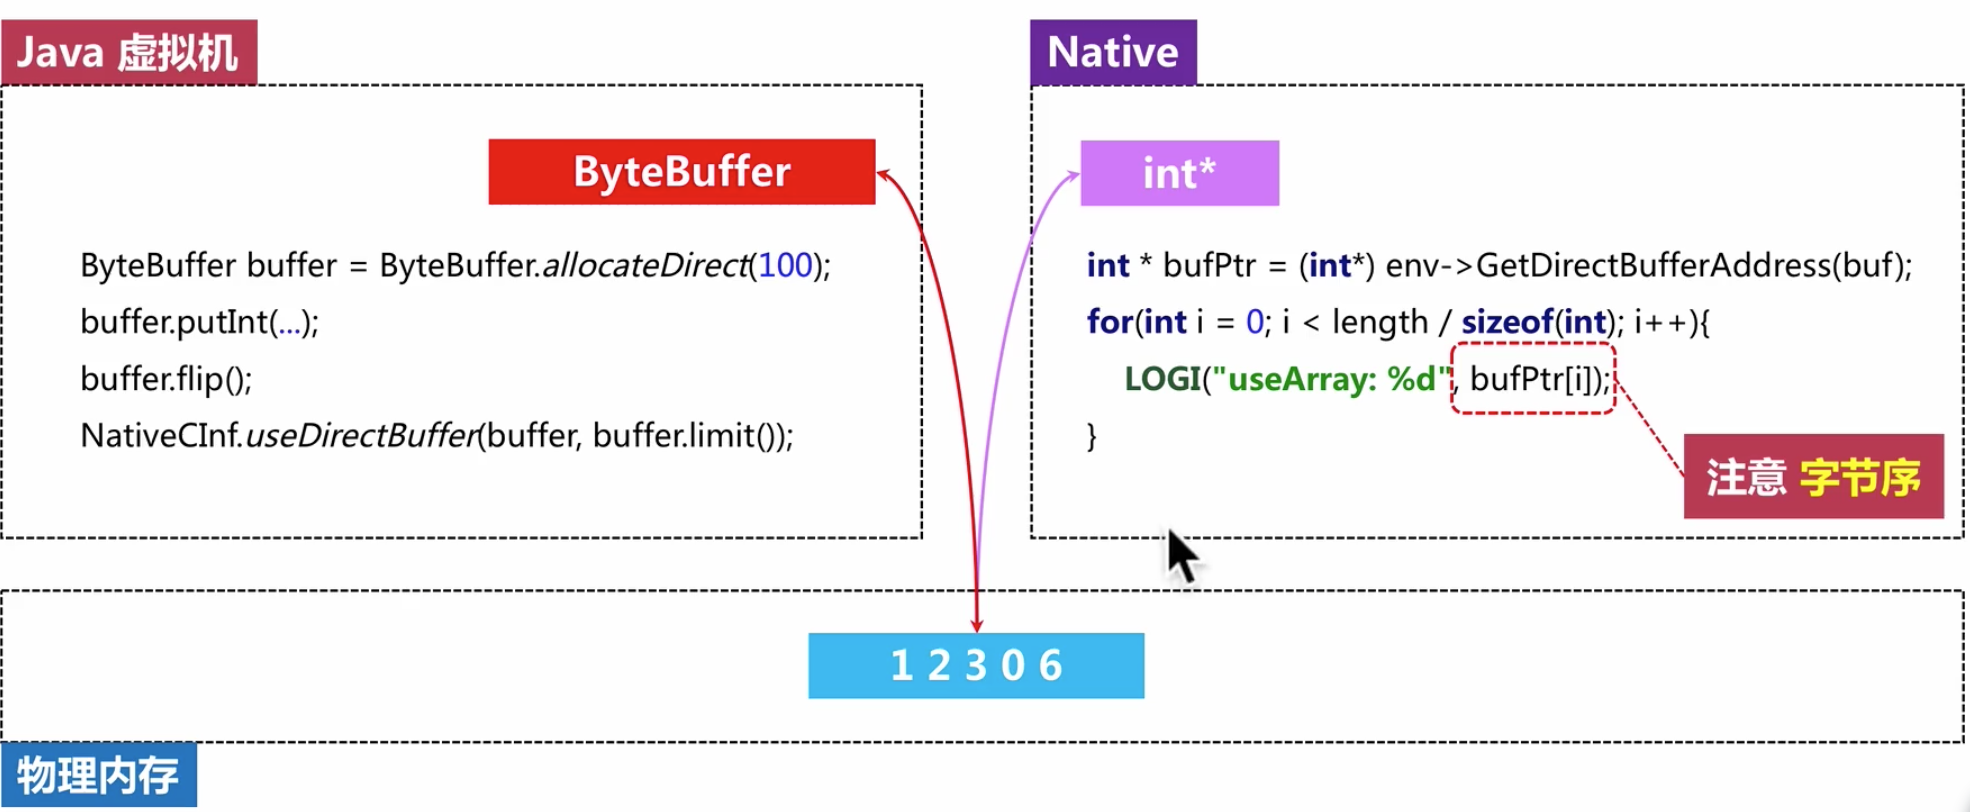 Java 虚拟机
ByteBuffer
ByteBuffer buffer = ByteBuffer.allocateDirect(100);
buffer.putInt(...);
buffer.flip();
NativeCInf.useDirectBuffer(buffer, buffer.limit());
Native
int*
int * bufPtr = (int*) env->GetDirectBufferAddress(buf);
for(int i = 0; i < length / sizeof(int); i++){
LOGI("useArray: %d", bufPtr[i]);
}
注意 字节序
1 2 3 0 6
物理内存